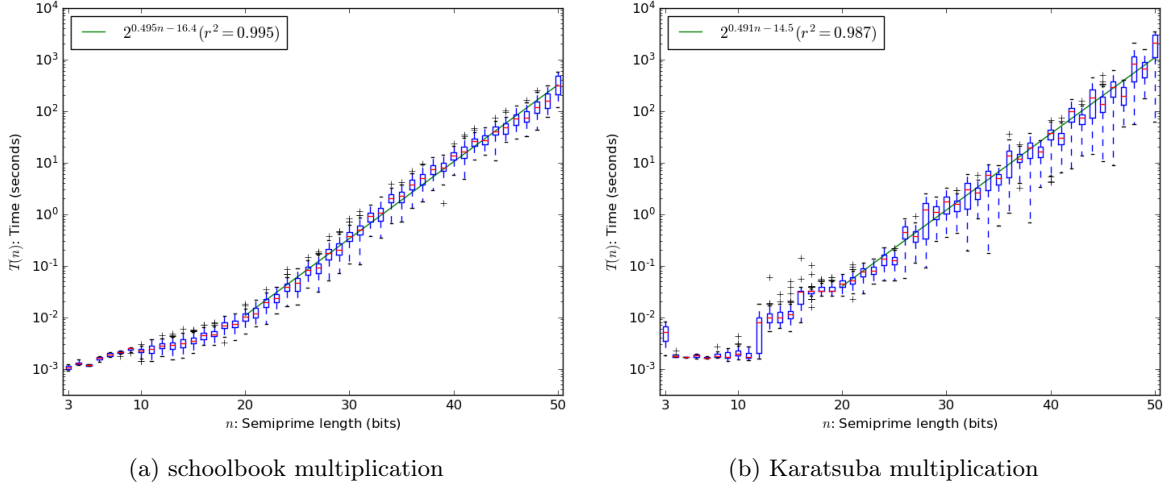 2^{0.495n−16.4}(r^2 = 0.995)
10^4
10^3
10^2
10^1
10^0
10^{-1}
10^{-2}
10^{-3}
T(n): Time (seconds)
3 10 20 30 40 50
n: Semiprime length (bits)
(a) schoolbook multiplication
2^{0.491n−14.5}(r^2 = 0.987)
10^4
10^3
10^2
10^1
10^0
10^{-1}
10^{-2}
10^{-3}
T(n): Time (seconds)
3 10 20 30 40 50
n: Semiprime length (bits)
(b) Karatsuba multiplication